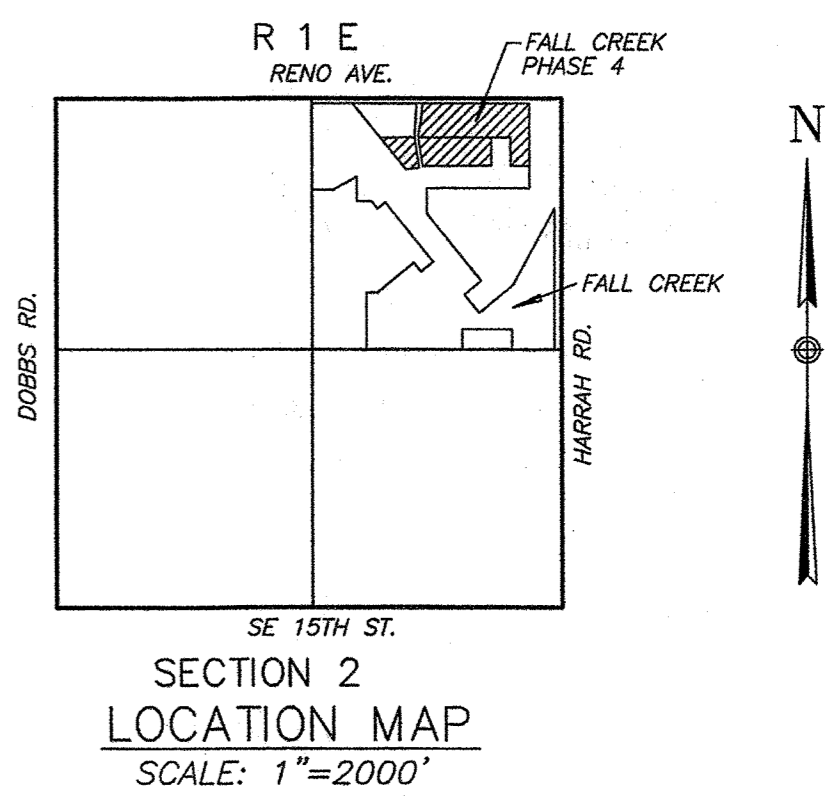 R 1 E
RENO AVE.
FALL CREEK
PHASE 4
N
FALL CREEK
DOBBS RD.
HARRAH RD.
SE 15TH ST.
SECTION 2
LOCATION MAP
SCALE: 1"=2000'